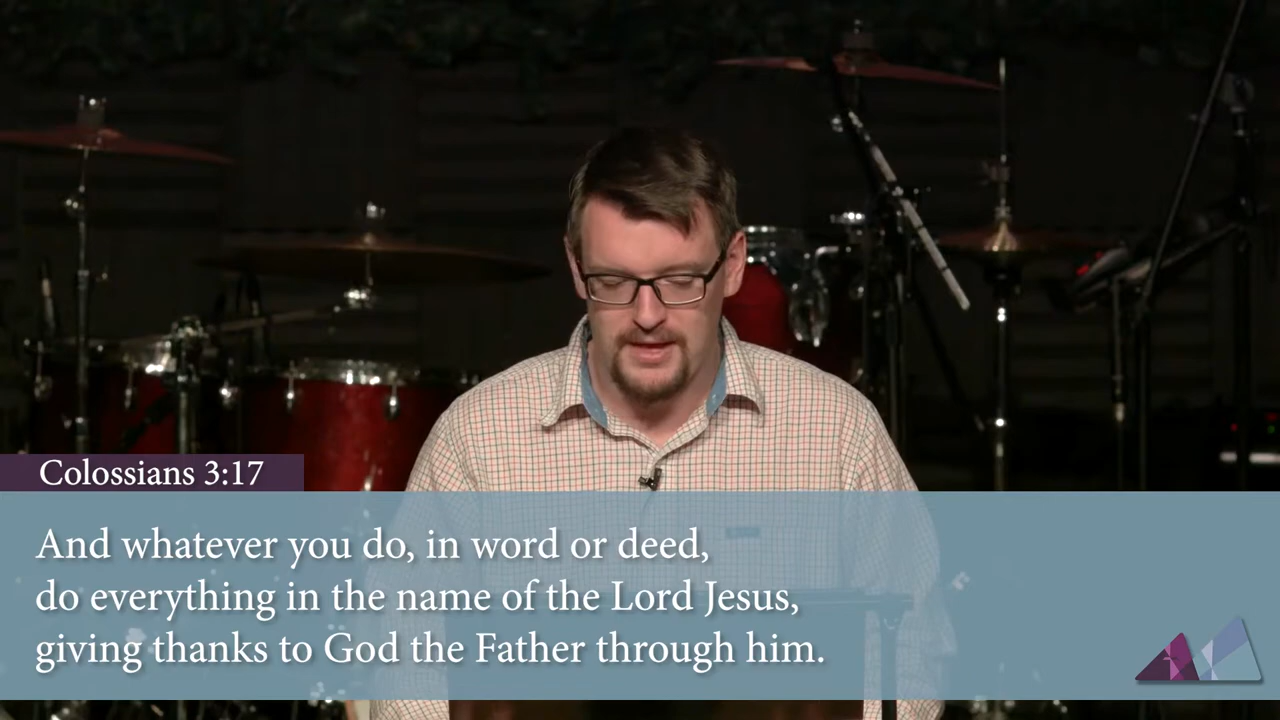 Colossians 3:17
And whatever you do, in word or deed,
do everything in the name of the Lord Jesus,
giving thanks to God the Father through him.